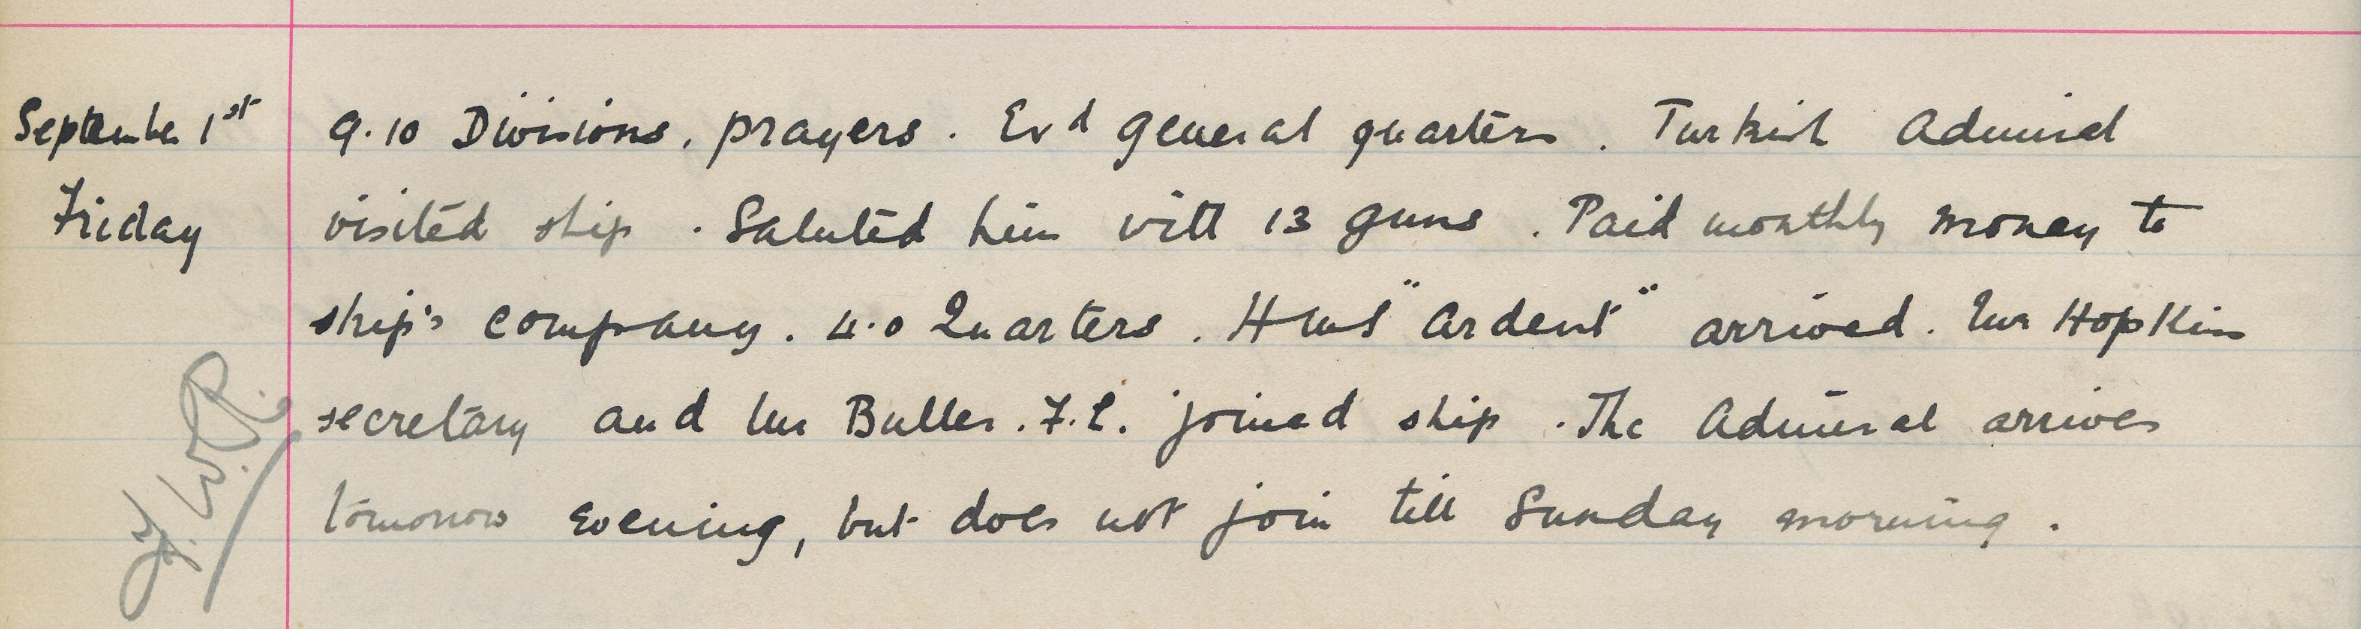 September 1st 9.10 Divisions, prayers. Exd general quarters. Turkish Admiral
Friday visited ship. Saluted him with 13 guns. Paid monthly money to
ship's company. 4.0 Quarters. HMS "Ardent" arrived. Mr Hopkins
secretary and Mr Buller. F.L. joined ship. The Admiral arrives
tomorrow evening, but does not join till Sunday morning.